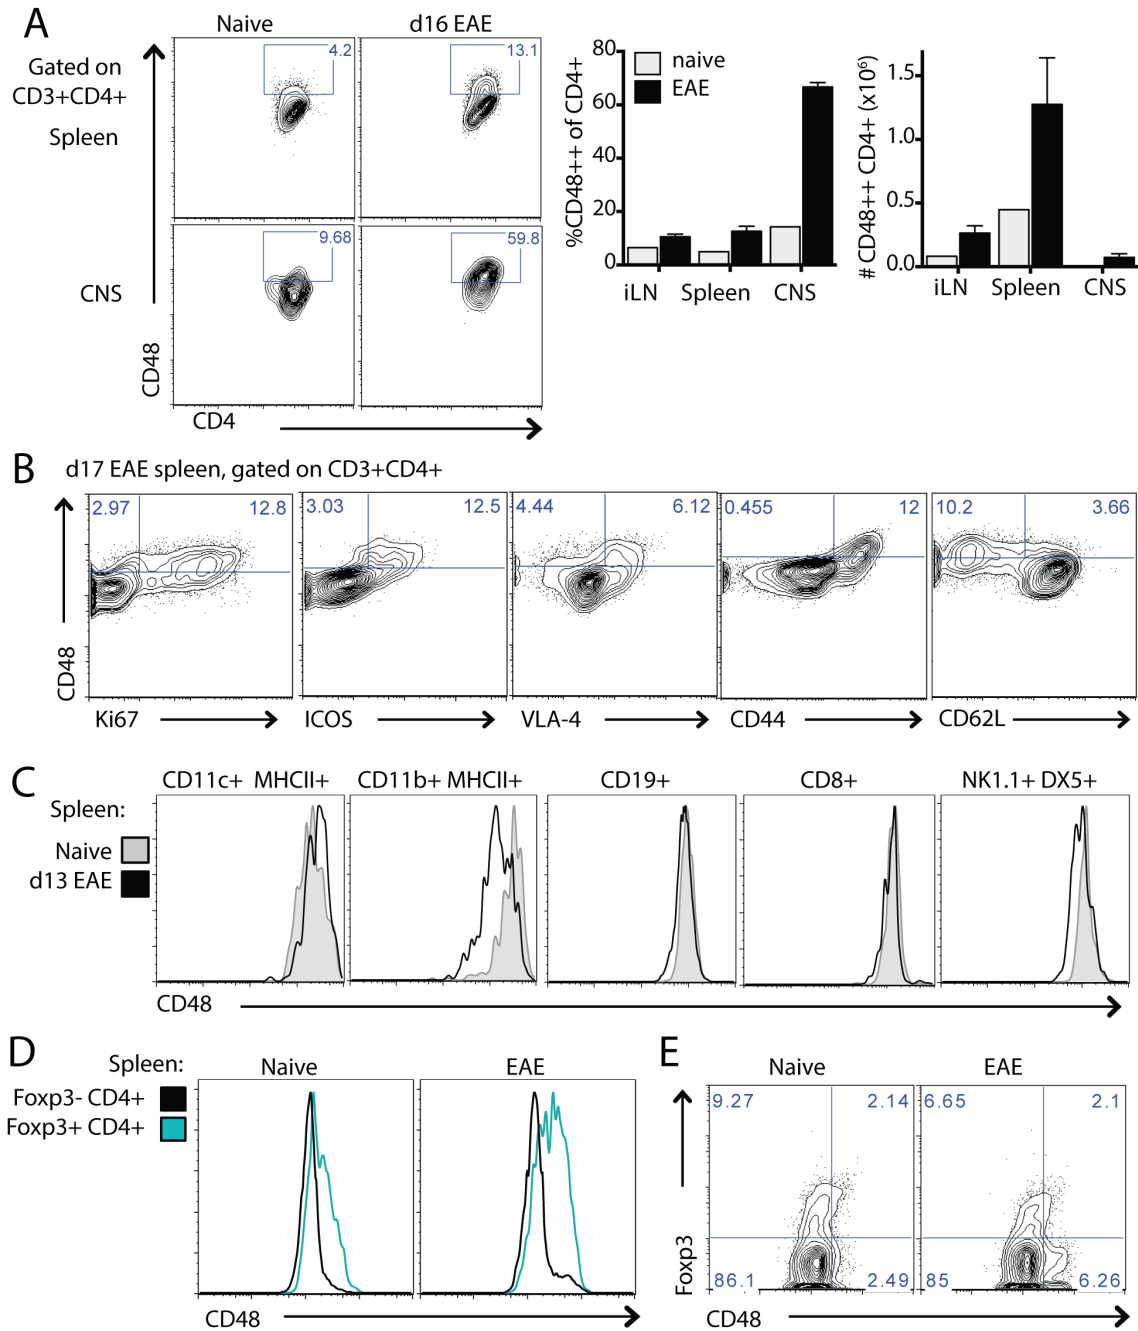 A
Naive
d16 EAE
Gated on
CD3+CD4+
Spleen
4.2
13.1
CNS
9.68
59.8
CD48
CD4
%CD48++ of CD4+
80
60
40
20
0
naive
EAE
iLN Spleen CNS
# CD48++ CD4+ (x10⁶)
1.5
1.0
0.5
0.0
iLN Spleen CNS
B
d17 EAE spleen, gated on CD3+CD4+
2.97 12.8
3.03 12.5
4.44 6.12
0.455 12
10.2 3.66
CD48
Ki67
ICOS
VLA-4
CD44
CD62L
C
CD11c+ MHCII+
CD11b+ MHCII+
CD19+
CD8+
NK1.1+ DX5+
Spleen:
Naive
d13 EAE
CD48
D
Spleen:
Naive
EAE
Foxp3- CD4+
Foxp3+ CD4+
CD48
E
Naive
EAE
9.27 2.14
6.65 2.1
Foxp3
86.1 2.49
85 6.26
CD48